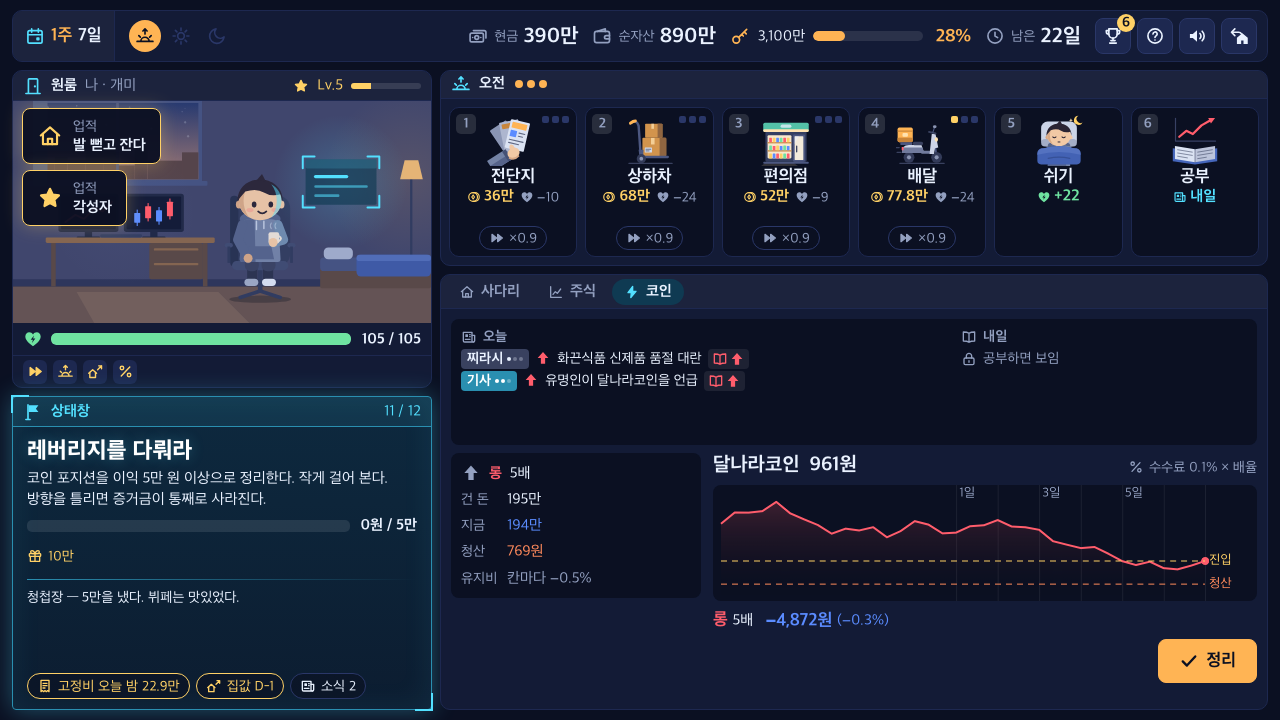 1주 7일
현금 390만 순자산 890만 3,100만 28% 남은 22일 6
원룸 나 · 개미 Lv.5
업적
발 뻗고 잔다
업적
각성자
105 / 105
상태창 11 / 12
레버리지를 다뤄라
코인 포지션을 이익 5만 원 이상으로 정리한다. 작게 걸어 본다.
방향을 틀리면 증거금이 통째로 사라진다.
0원 / 5만
10만
청첩장 — 5만을 냈다. 뷔페는 맛있었다.
고정비 오늘 밤 22.9만 집값 D-1 소식 2
오전
1 2 3 4 5 6
전단지 상하차 편의점 배달 쉬기 공부
36만 −10 68만 −24 52만 −9 77.8만 −24 +22 내일
×0.9 ×0.9 ×0.9 ×0.9
사다리 주식 코인
오늘 내일
찌라시 화끈식품 신제품 품절 대란 공부하면 보임
기사 유명인이 달나라코인을 언급
롱 5배
건 돈 195만
지금 194만
청산 769원
유지비 칸마다 −0.5%
달나라코인 961원 수수료 0.1% × 배율
1일 3일 5일
진입
청산
롱 5배 −4,872원 (−0.3%)
정리